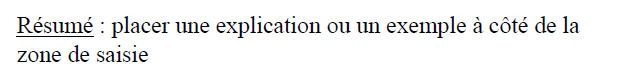 Résumé : placer une explication ou un exemple à côté de la
zone de saisie